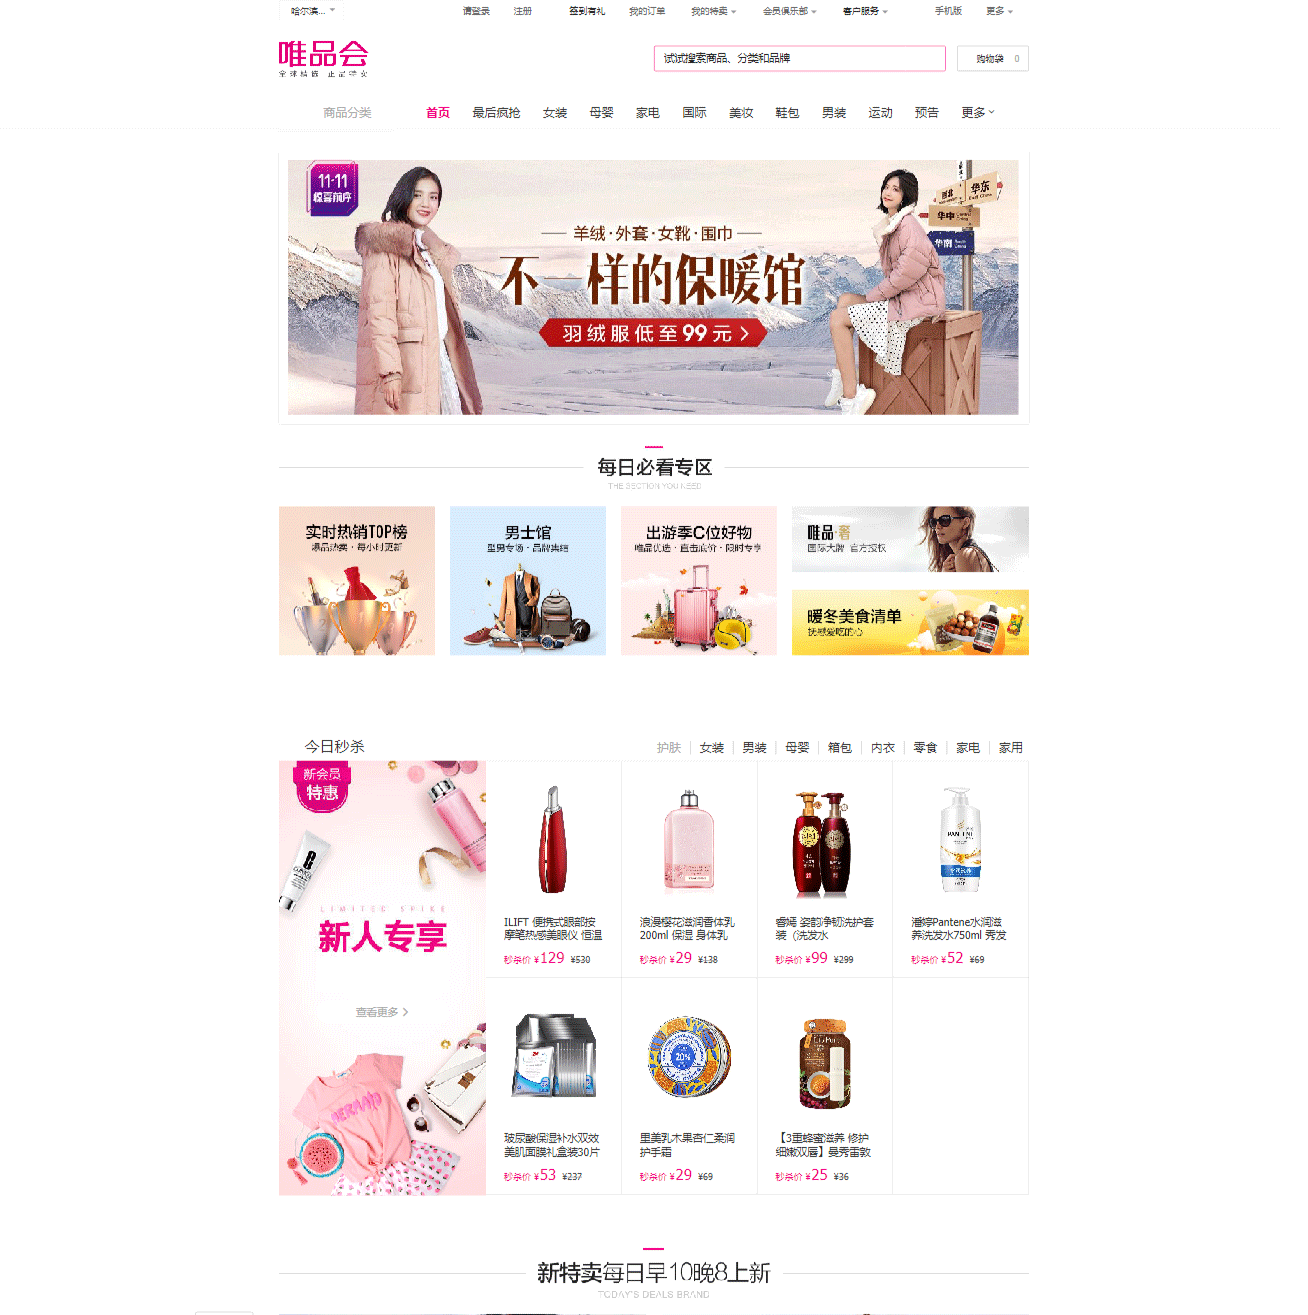 哈尔滨...
请登录 注册 签到有礼 我的订单 我的特卖 会员俱乐部 客户服务 手机版 更多
唯品会
全球精选 正品特卖
试试搜索商品、分类和品牌
购物袋 0
商品分类 首页 最后疯抢 女装 母婴 家电 国际 美妆 鞋包 男装 运动 预告 更多
11·11
惊喜前序
羊绒·外套·女靴·围巾
不一样的保暖馆
羽绒服低至99元
华东
华中
华南
每日必看专区
THE SECTION YOU NEED
实时热销TOP榜
爆品热卖·每小时更新
男士馆
型男专场·品牌集结
出游季C位好物
唯品优选·直击底价·限时专享
唯品·奢
国际大牌 官方授权
暖冬美食清单
抚慰爱吃的心
今日秒杀
护肤 女装 男装 母婴 箱包 内衣 零食 家电 家用
新会员
特惠
LIMITED SPIKE
新人专享
查看更多
PANTENE
ILIFT 便携式眼部按
摩笔热感美眼仪 恒温
秒杀价 ¥129 ¥530
浪漫樱花滋润香体乳
200ml 保湿 身体乳
秒杀价 ¥29 ¥138
睿嫣 姿韵净韧洗护套
装（洗发水
秒杀价 ¥99 ¥299
潘婷Pantene水润滋
养洗发水750ml 秀发
秒杀价 ¥52 ¥69
20%
玻尿酸保湿补水双效
美肌面膜礼盒装30片
秒杀价 ¥53 ¥237
里美乳木果杏仁柔润
护手霜
秒杀价 ¥29 ¥69
【3重蜂蜜滋养 修护
细嫩双唇】曼秀雷敦
秒杀价 ¥25 ¥36
新特卖每日早10晚8上新
TODAY'S DEALS BRAND